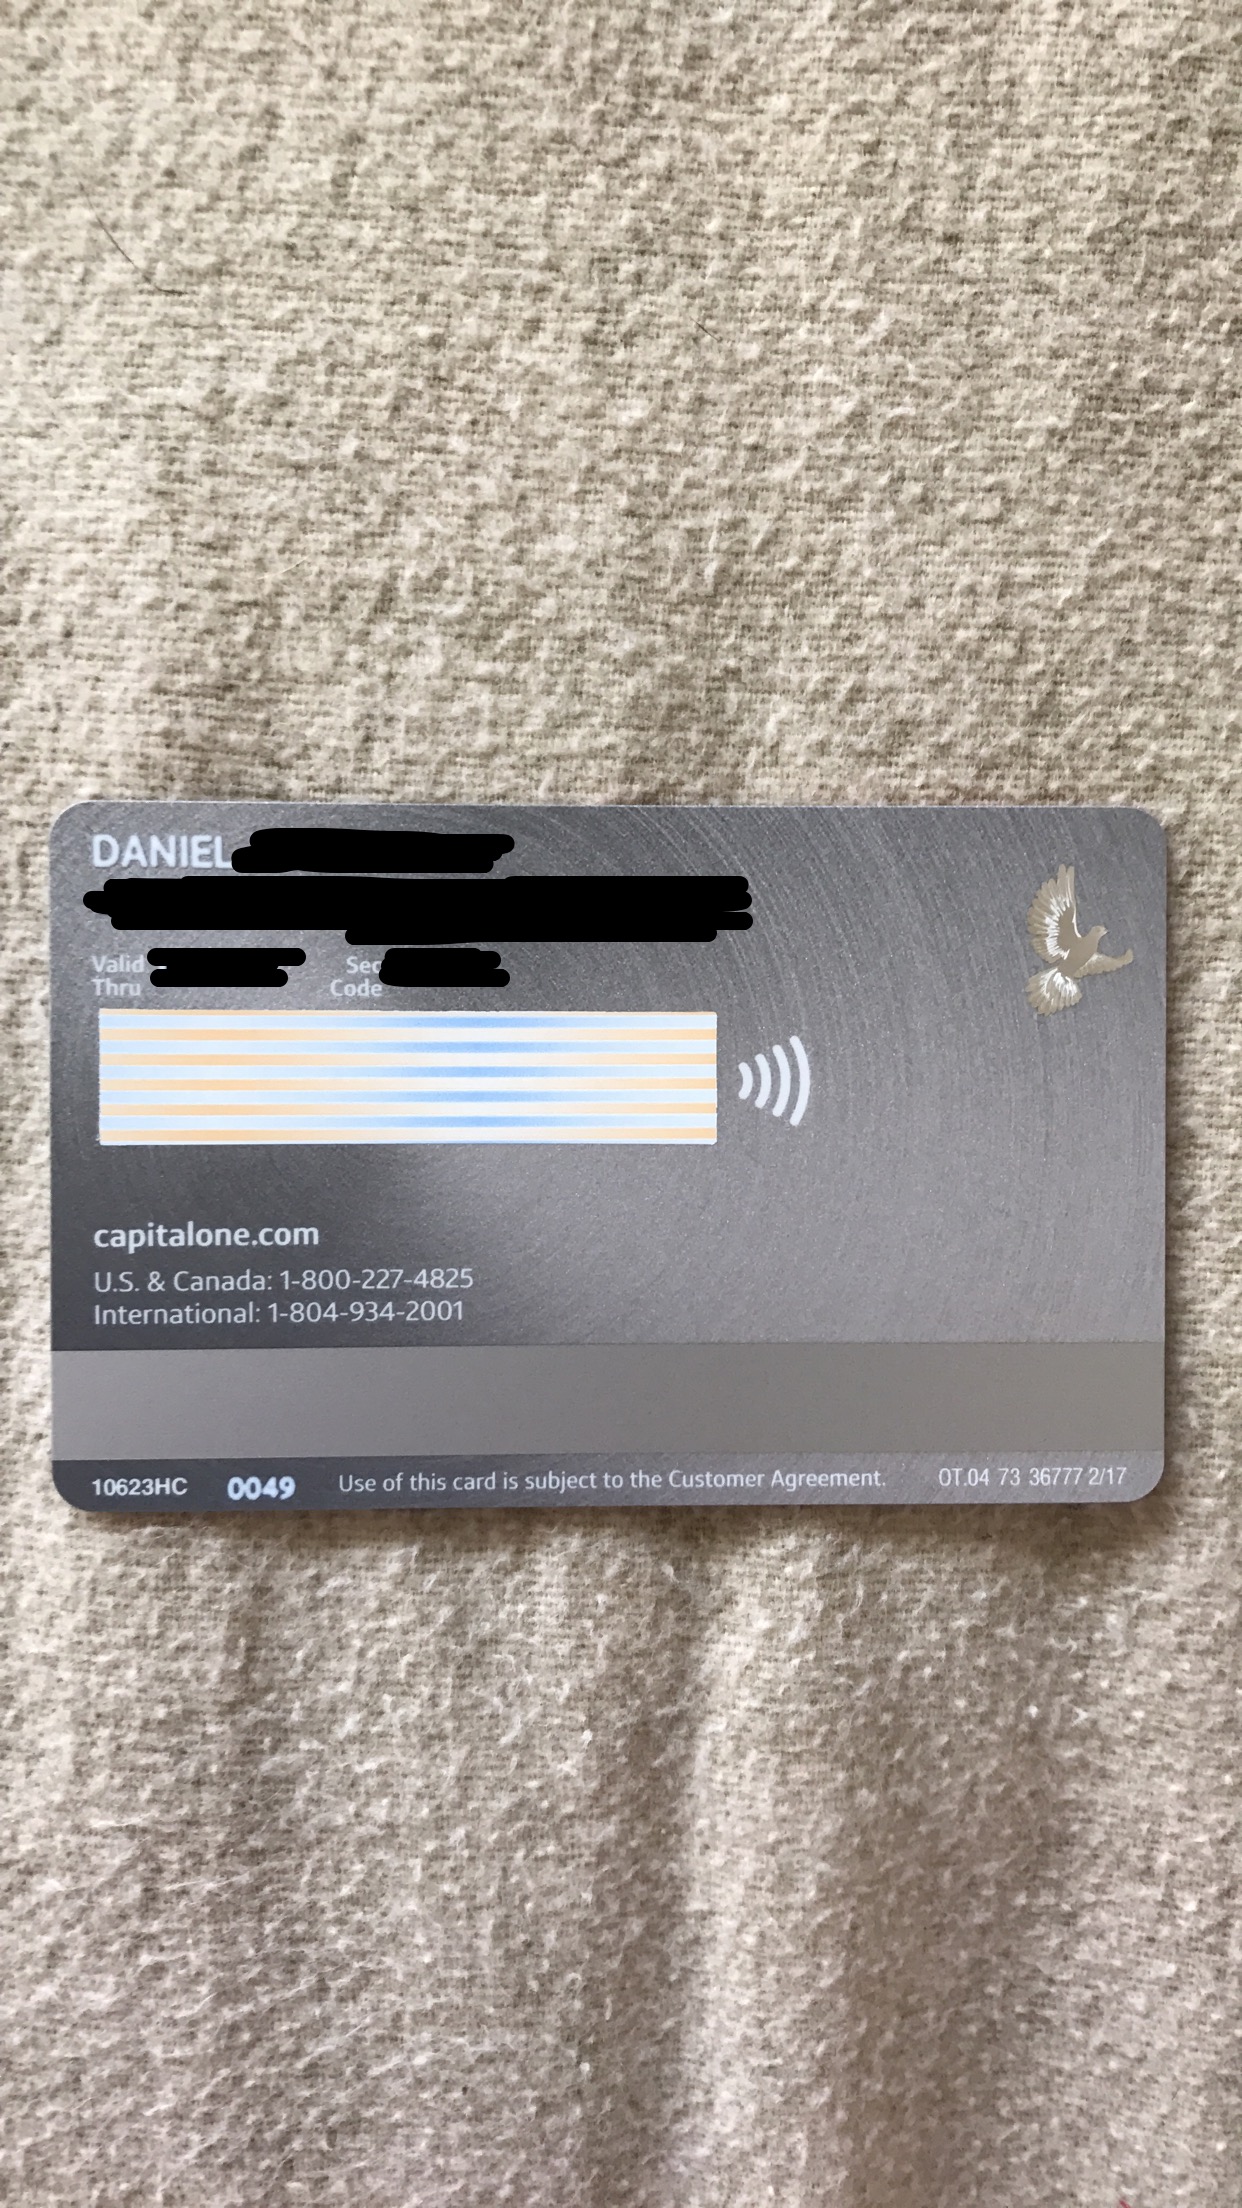 DANIEL
Valid Thru
Sec Code
capitalone.com
U.S. & Canada: 1-800-227-4825
International: 1-804-934-2001
10623HC 0049 Use of this card is subject to the Customer Agreement. OT.04 73 36777 2/17